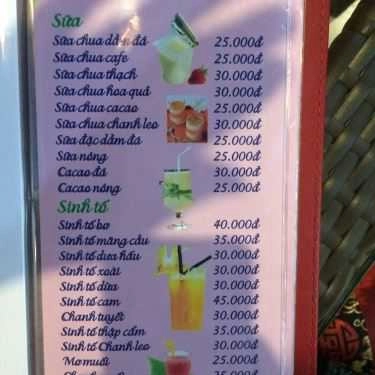 Sữa
Sữa chua dầm đá 25.000đ
Sữa chua cafe 25.000đ
Sữa chua thạch 30.000đ
Sữa chua hoa quả 30.000đ
Sữa chua cacao 25.000đ
Sữa chua chanh leo 30.000đ
Sữa đặc dầm đá 25.000đ
Sữa nóng 25.000đ
Cacao đá 30.000đ
Cacao nóng 25.000đ
Sinh tố
Sinh tố bơ 40.000đ
Sinh tố mãng cầu 35.000đ
Sinh tố dưa hấu 30.000đ
Sinh tố xoài 30.000đ
Sinh tố dừa 30.000đ
Sinh tố cam 45.000đ
Chanh tuyết 30.000đ
Sinh tố thập cẩm 35.000đ
Sinh tố Chanh leo 30.000đ
Mơ muối 25.000đ
25.000đ